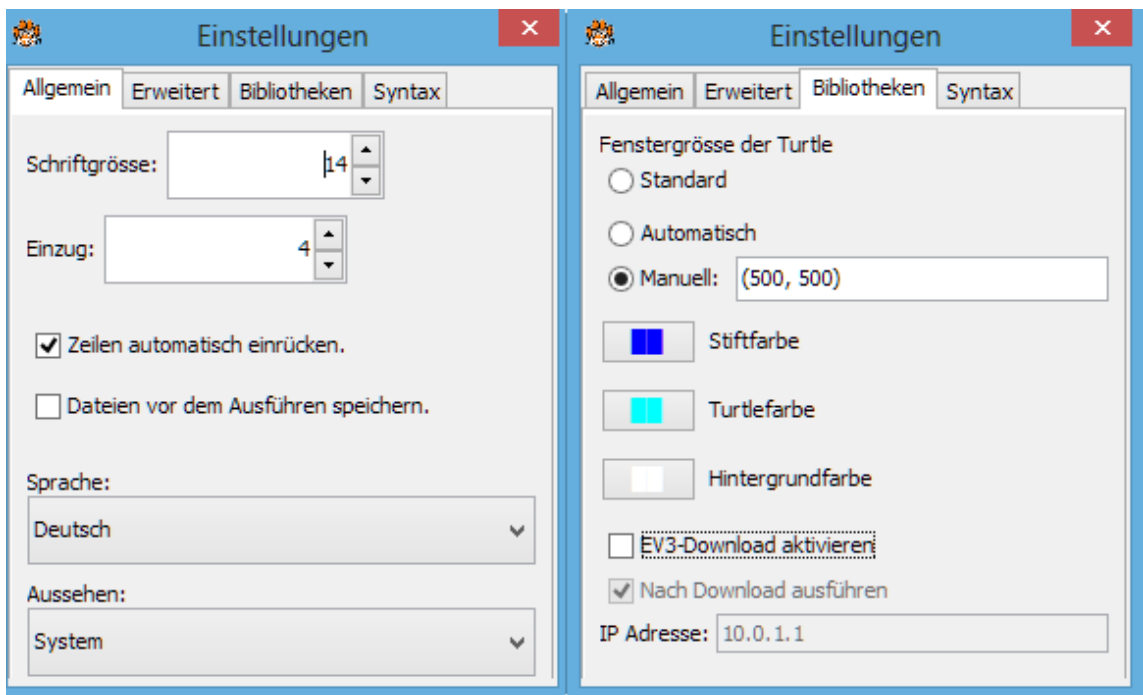 Einstellungen
Allgemein Erweitert Bibliotheken Syntax
Schriftgrösse: 14
Einzug: 4
Zeilen automatisch einrücken.
Dateien vor dem Ausführen speichern.
Sprache:
Deutsch
Aussehen:
System
Einstellungen
Allgemein Erweitert Bibliotheken Syntax
Fenstergrösse der Turtle
Standard
Automatisch
Manuell: (500, 500)
Stiftfarbe
Turtlefarbe
Hintergrundfarbe
EV3-Download aktivieren
Nach Download ausführen
IP Adresse: 10.0.1.1